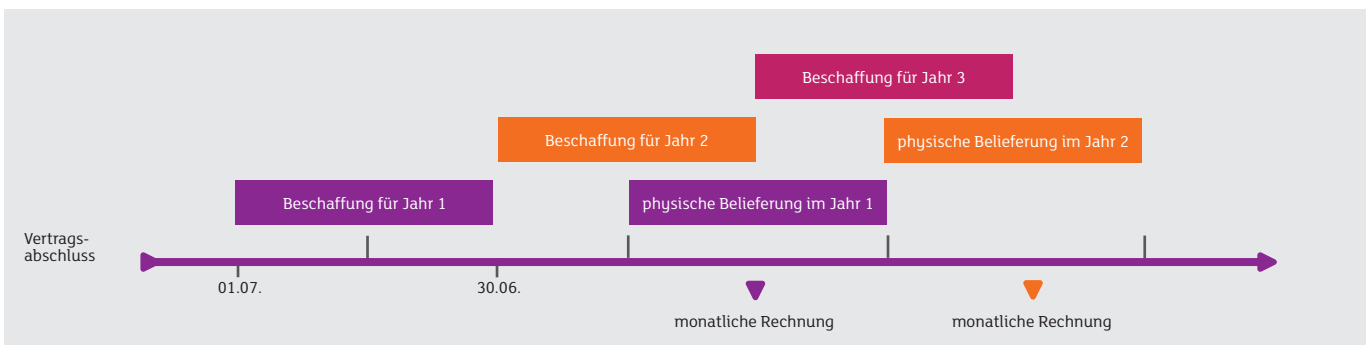 Beschaffung für Jahr 3
Beschaffung für Jahr 2
physische Belieferung im Jahr 2
Beschaffung für Jahr 1
physische Belieferung im Jahr 1
Vertrags-
abschluss
01.07.
30.06.
monatliche Rechnung
monatliche Rechnung